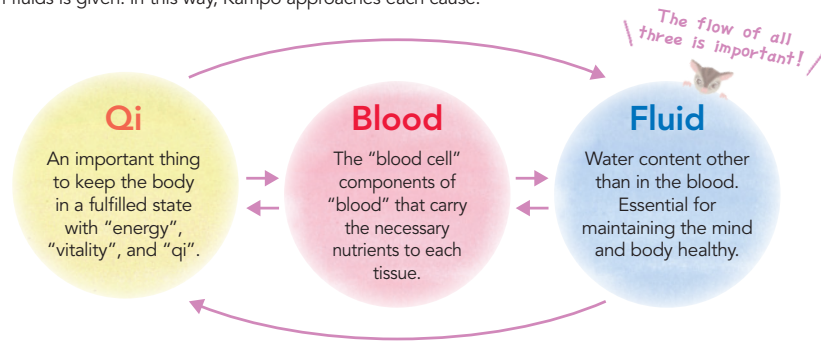 fluids is given. In this way, Kampo approaches each cause.
The flow of all
three is important!
Qi
An important thing
to keep the body
in a fulfilled state
with “energy”,
“vitality”, and “qi”.
Blood
The “blood cell”
components of
“blood” that carry
the necessary
nutrients to each
tissue.
Fluid
Water content other
than in the blood.
Essential for
maintaining the mind
and body healthy.